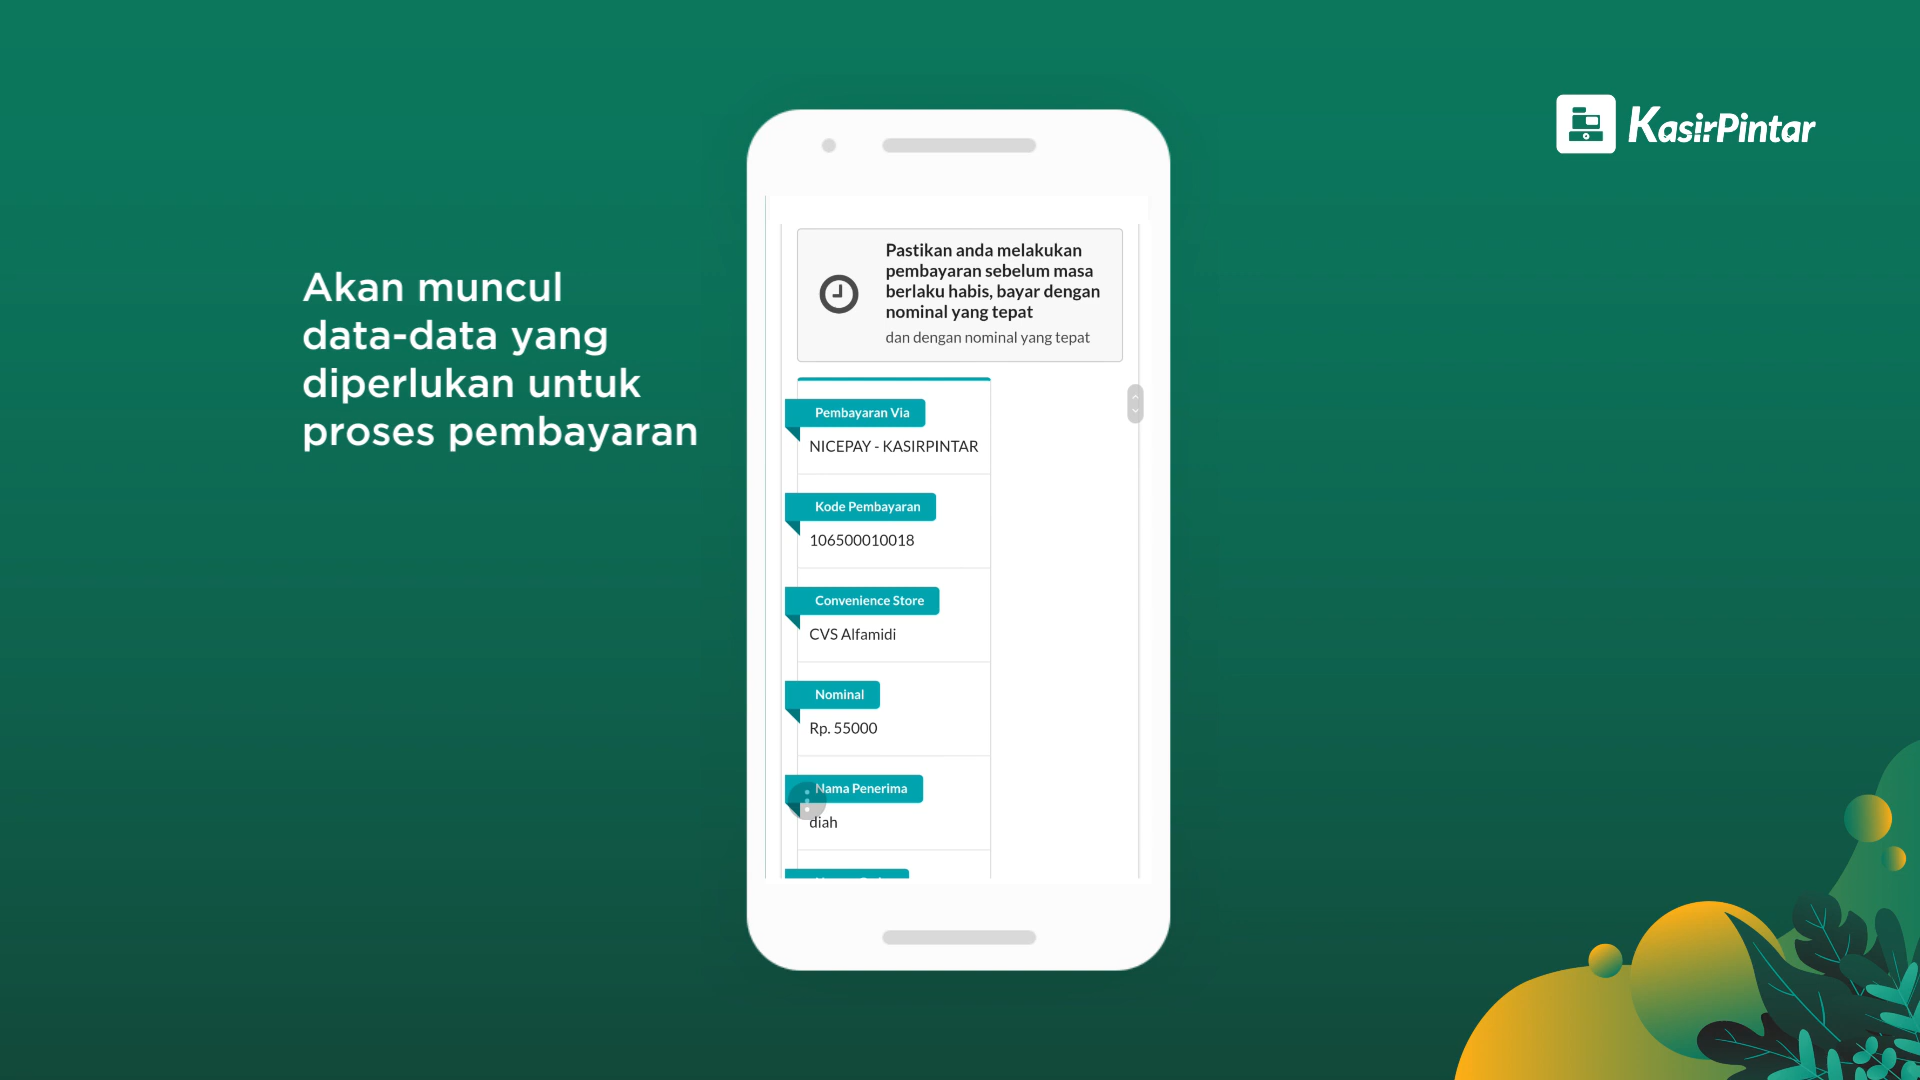 KasirPintar
Akan muncul
data-data yang
diperlukan untuk
proses pembayaran
Pastikan anda melakukan
pembayaran sebelum masa
berlaku habis, bayar dengan
nominal yang tepat
dan dengan nominal yang tepat
Pembayaran Via
NICEPAY - KASIRPINTAR
Kode Pembayaran
106500010018
Convenience Store
CVS Alfamidi
Nominal
Rp. 55000
Nama Penerima
diah